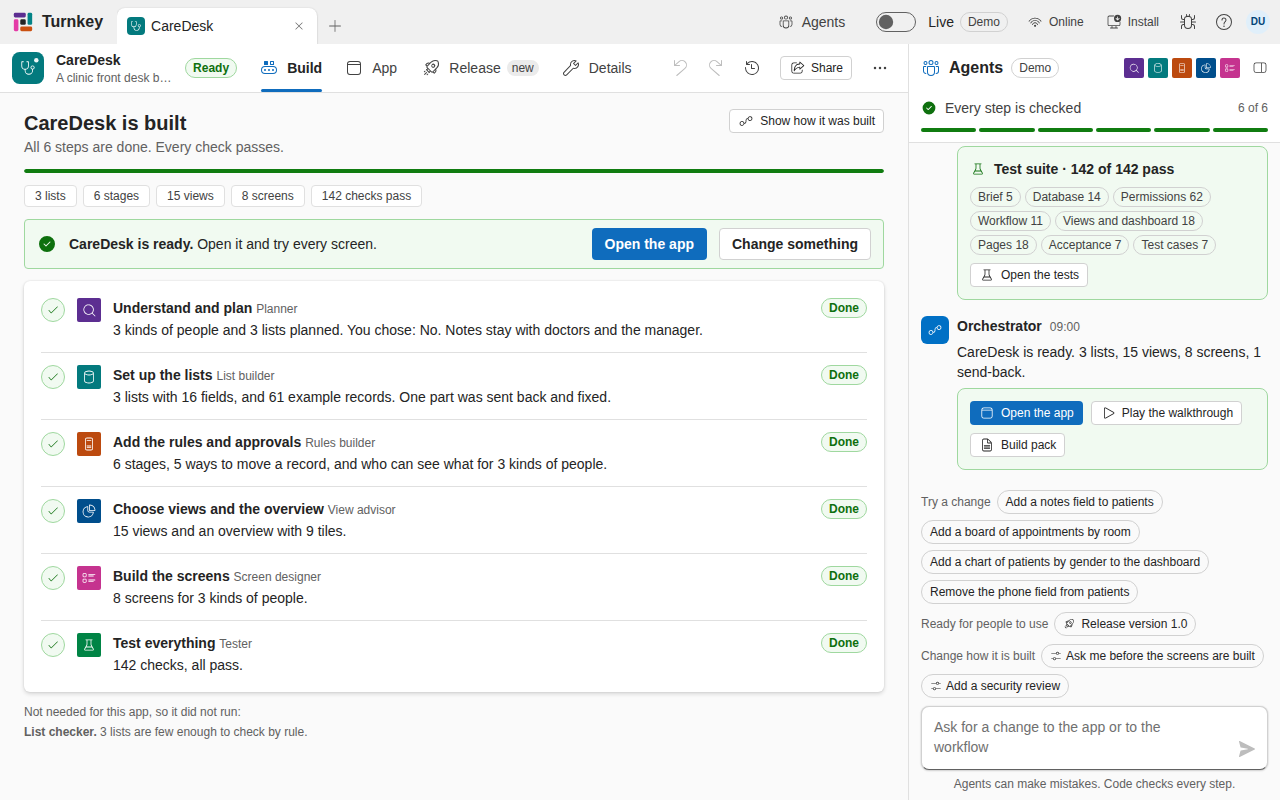 Turnkey
CareDesk
Agents
Live
Demo
Online
Install
DU
CareDesk
A clinic front desk b...
Ready
Build
App
Release
new
Details
Share
CareDesk is built
All 6 steps are done. Every check passes.
Show how it was built
3 lists
6 stages
15 views
8 screens
142 checks pass
CareDesk is ready. Open it and try every screen.
Open the app
Change something
Understand and plan Planner
3 kinds of people and 3 lists planned. You chose: No. Notes stay with doctors and the manager.
Done
Set up the lists List builder
3 lists with 16 fields, and 61 example records. One part was sent back and fixed.
Done
Add the rules and approvals Rules builder
6 stages, 5 ways to move a record, and who can see what for 3 kinds of people.
Done
Choose views and the overview View advisor
15 views and an overview with 9 tiles.
Done
Build the screens Screen designer
8 screens for 3 kinds of people.
Done
Test everything Tester
142 checks, all pass.
Done
Not needed for this app, so it did not run:
List checker. 3 lists are few enough to check by rule.
Agents
Demo
Every step is checked
6 of 6
Test suite · 142 of 142 pass
Brief 5
Database 14
Permissions 62
Workflow 11
Views and dashboard 18
Pages 18
Acceptance 7
Test cases 7
Open the tests
Orchestrator 09:00
CareDesk is ready. 3 lists, 15 views, 8 screens, 1
send-back.
Open the app
Play the walkthrough
Build pack
Try a change
Add a notes field to patients
Add a board of appointments by room
Add a chart of patients by gender to the dashboard
Remove the phone field from patients
Ready for people to use
Release version 1.0
Change how it is built
Ask me before the screens are built
Add a security review
Ask for a change to the app or to the
workflow
Agents can make mistakes. Code checks every step.